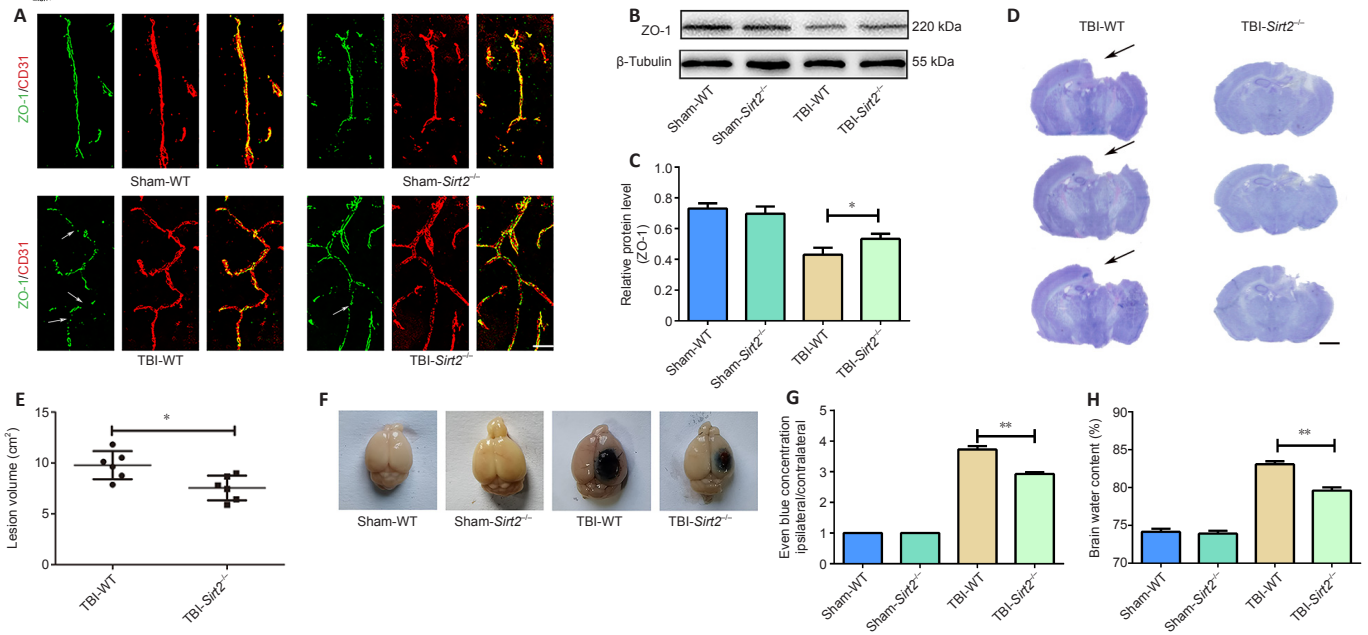 A
ZO-1/CD31
Sham-WT
Sham-Sirt2⁻/⁻
ZO-1/CD31
TBI-WT
TBI-Sirt2⁻/⁻
B
ZO-1
220 kDa
β-Tubulin
55 kDa
Sham-WT
Sham-Sirt2⁻/⁻
TBI-WT
TBI-Sirt2⁻/⁻
C
Relative protein level
(ZO-1)
1.0
0.8
0.6
0.4
0.2
0.0
*
Sham-WT
Sham-Sirt2⁻/⁻
TBI-WT
TBI-Sirt2⁻/⁻
D
TBI-WT
TBI-Sirt2⁻/⁻
E
Lesion volume (cm²)
15
10
5
0
*
TBI-WT
TBI-Sirt2⁻/⁻
F
Sham-WT
Sham-Sirt2⁻/⁻
TBI-WT
TBI-Sirt2⁻/⁻
G
Even blue concentration
ipsilateral/contralateral
5
4
3
2
1
0
**
Sham-WT
Sham-Sirt2⁻/⁻
TBI-WT
TBI-Sirt2⁻/⁻
H
Brain water content (%)
90
85
80
75
70
**
Sham-WT
Sham-Sirt2⁻/⁻
TBI-WT
TBI-Sirt2⁻/⁻